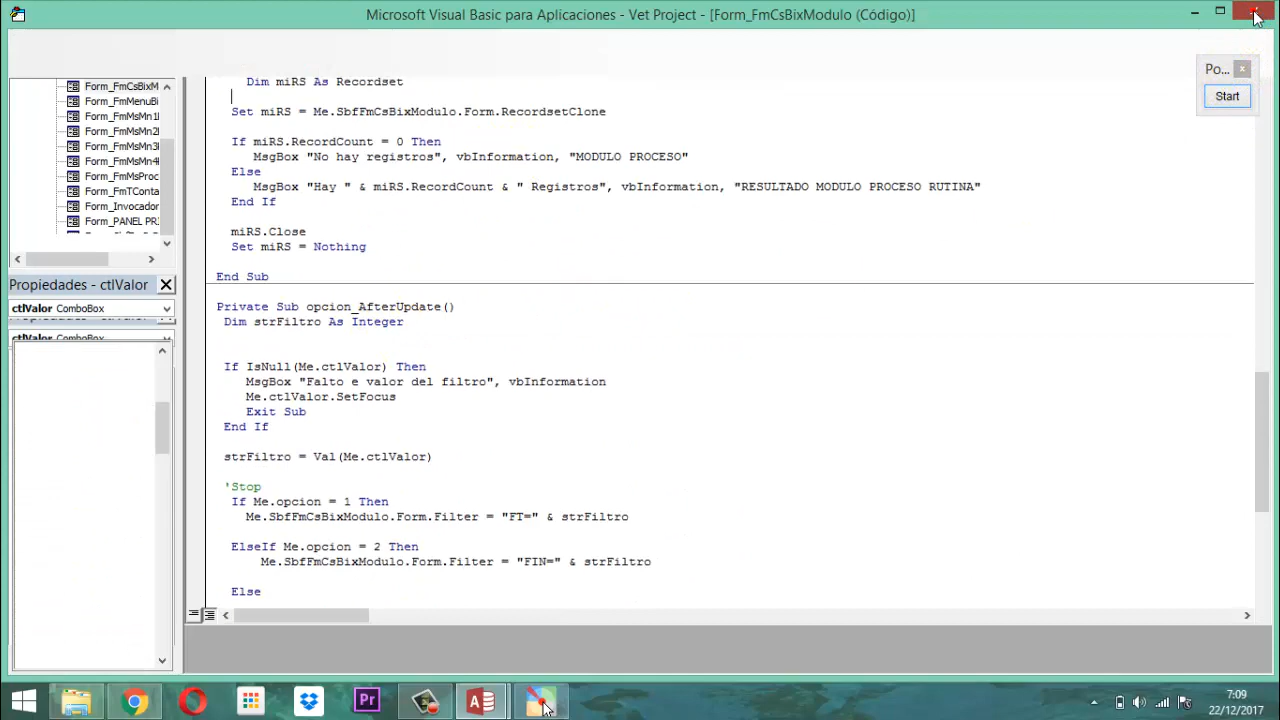 Microsoft Visual Basic para Aplicaciones - Vet Project - [Form_FmCsBixModulo (Código)]
Po...
Start
Form_FmCsBixM
Form_FmMenuBi
Form_FmMsMn1I
Form_FmMsMn2I
Form_FmMsMn3I
Form_FmMsMn4I
Form_FmMsProc
Form_FmTConta
Form_Invocador
Form_PANEL PR
Propiedades - ctlValor
ctlValor ComboBox
ctlValor ComboBox
Dim miRS As Recordset
Set miRS = Me.SbfFmCsBixModulo.Form.RecordsetClone
If miRS.RecordCount = 0 Then
MsgBox "No hay registros", vbInformation, "MODULO PROCESO"
Else
MsgBox "Hay " & miRS.RecordCount & " Registros", vbInformation, "RESULTADO MODULO PROCESO RUTINA"
End If
miRS.Close
Set miRS = Nothing
End Sub
Private Sub opcion_AfterUpdate()
Dim strFiltro As Integer
If IsNull(Me.ctlValor) Then
MsgBox "Falto e valor del filtro", vbInformation
Me.ctlValor.SetFocus
Exit Sub
End If
strFiltro = Val(Me.ctlValor)
'Stop
If Me.opcion = 1 Then
Me.SbfFmCsBixModulo.Form.Filter = "FT=" & strFiltro
ElseIf Me.opcion = 2 Then
Me.SbfFmCsBixModulo.Form.Filter = "FIN=" & strFiltro
Else
Pr
7:09
22/12/2017